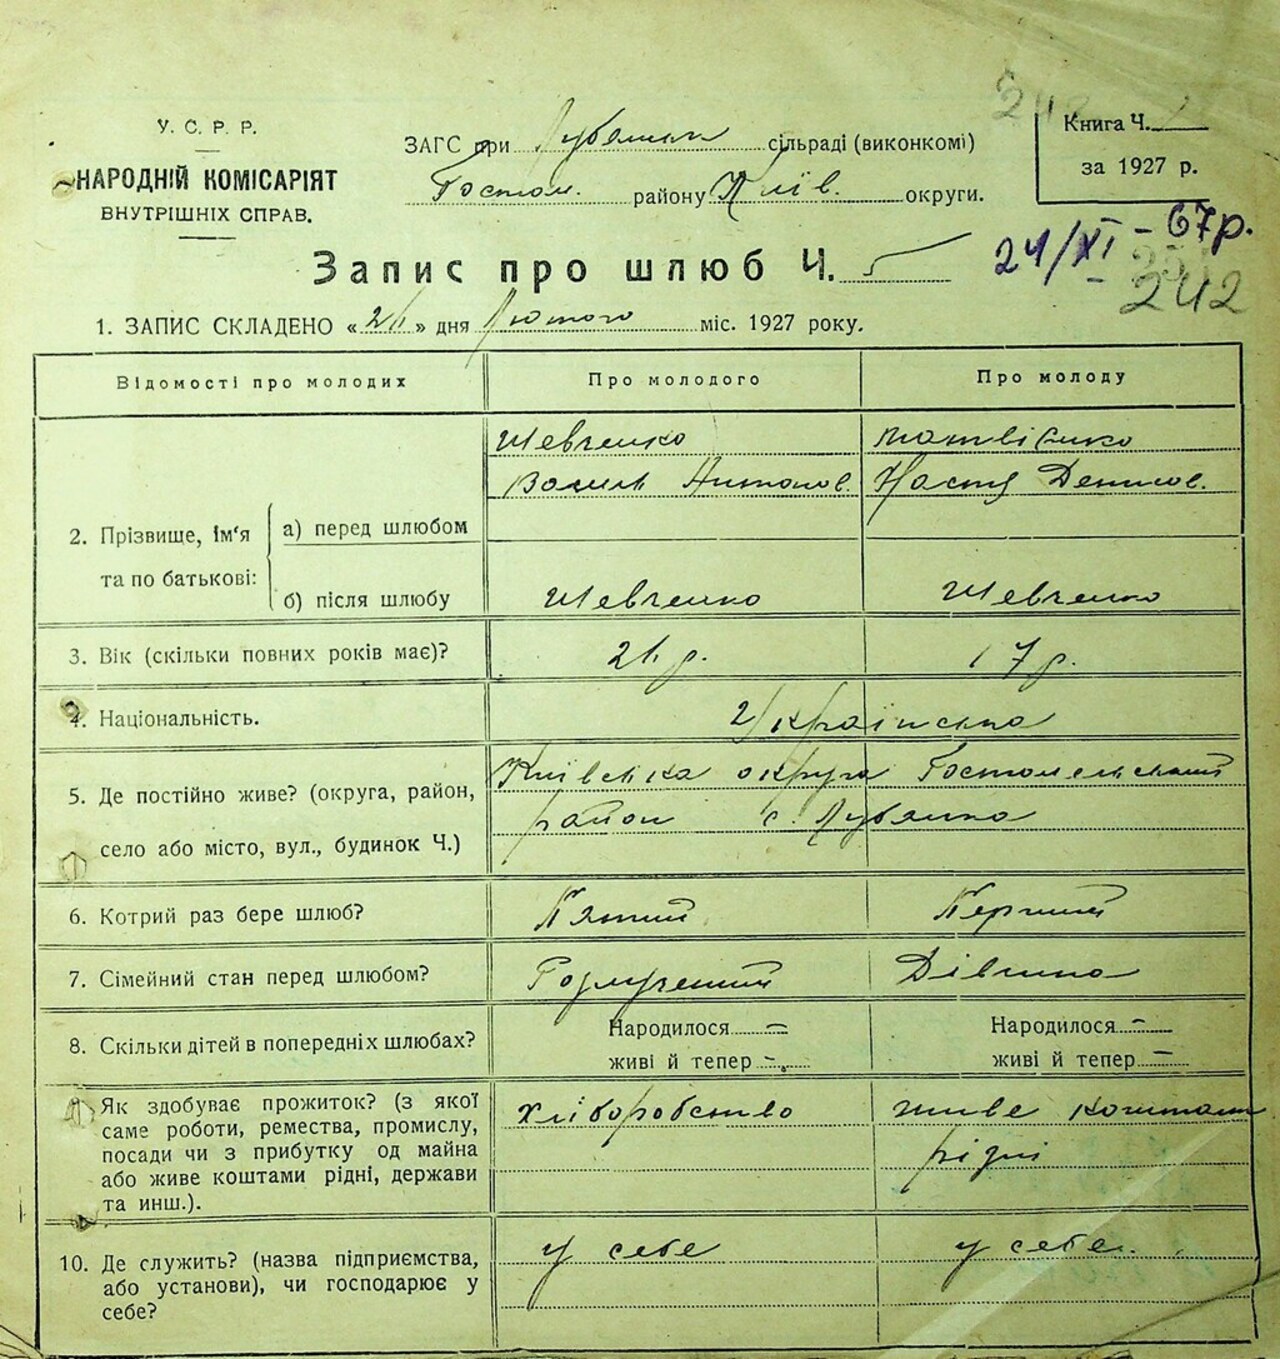 У. С. Р. Р.
НАРОДНІЙ КОМІСАРІЯТ
ВНУТРІШНІХ СПРАВ.
ЗАГС при Лубянськ сільраді (виконкомі)
Гостом. району Київ. округи.
Книга Ч.
за 1927 р.
24/XI - 67р.
242
Запис про шлюб Ч. 5
1. ЗАПИС СКЛАДЕНО « » дня Лютого міс. 1927 року.
Відомості про молодих
Про молодого
Про молоду
2. Прізвище, ім'я та по батькові:
а) перед шлюбом
Шевченко
Василь Антонов.
Матвієнко
Настя Денисов.
б) після шлюбу
Шевченко
Шевченко
3. Вік (скільки повних років має)?
21 р.
17 р.
4. Національність.
Українська
5. Де постійно живе? (округа, район,
село або місто, вул., будинок Ч.)
Київська округа Гостомельський
район с. Лубянка
6. Котрий раз бере шлюб?
Пятий
Перший
7. Сімейний стан перед шлюбом?
Розлучений
Дівчина
8. Скільки дітей в попередніх шлюбах?
Народилося —
живі й тепер —
Народилося —
живі й тепер —
Як здобуває прожиток? (з якої
саме роботи, ремества, промислу,
посади чи з прибутку од майна
або живе коштами рідні, держави
та инш.).
хліборобство
живе коштами
рідні
10. Де служить? (назва підприємства,
або установи), чи господарює у
себе?
у себе
у себе.